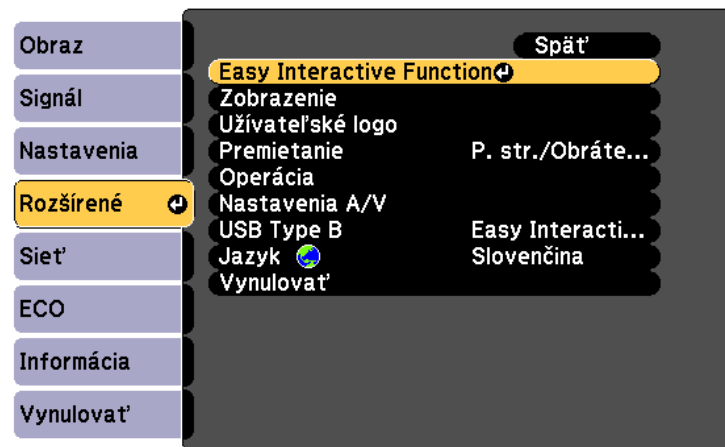 Obraz
Signál
Nastavenia
Rozšírené
Sieť
ECO
Informácia
Vynulovať
Späť
Easy Interactive Function
Zobrazenie
Užívateľské logo
Premietanie P. str./Obráte...
Operácia
Nastavenia A/V
USB Type B Easy Interacti...
Jazyk Slovenčina
Vynulovať